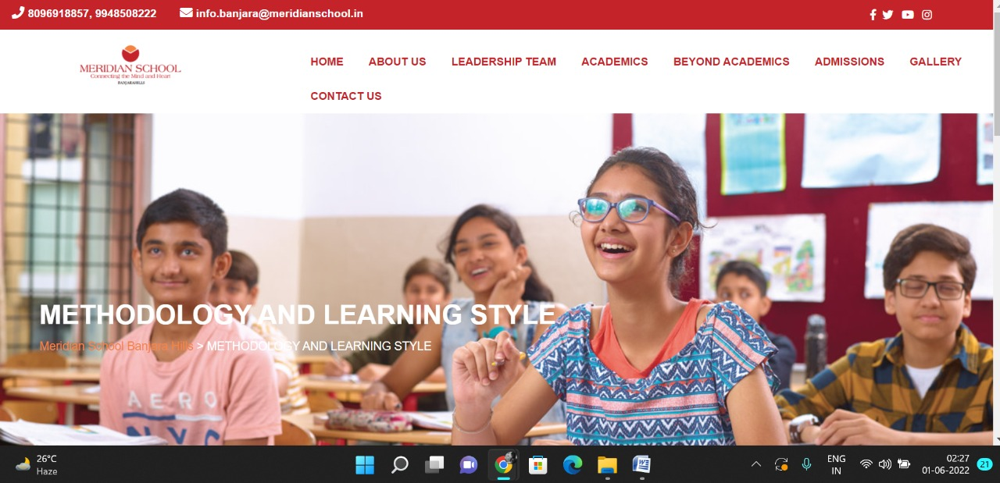 8096918857, 9948508222 info.banjara@meridianschool.in
MERIDIAN SCHOOL
Connecting the Mind and Heart
BANJARAHILLS
HOME ABOUT US LEADERSHIP TEAM ACADEMICS BEYOND ACADEMICS ADMISSIONS GALLERY
CONTACT US
METHODOLOGY AND LEARNING STYLE
Meridian School Banjara Hills > METHODOLOGY AND LEARNING STYLE
AERO
NYC
26°C
Haze
ENG
IN
02:27
01-06-2022
21